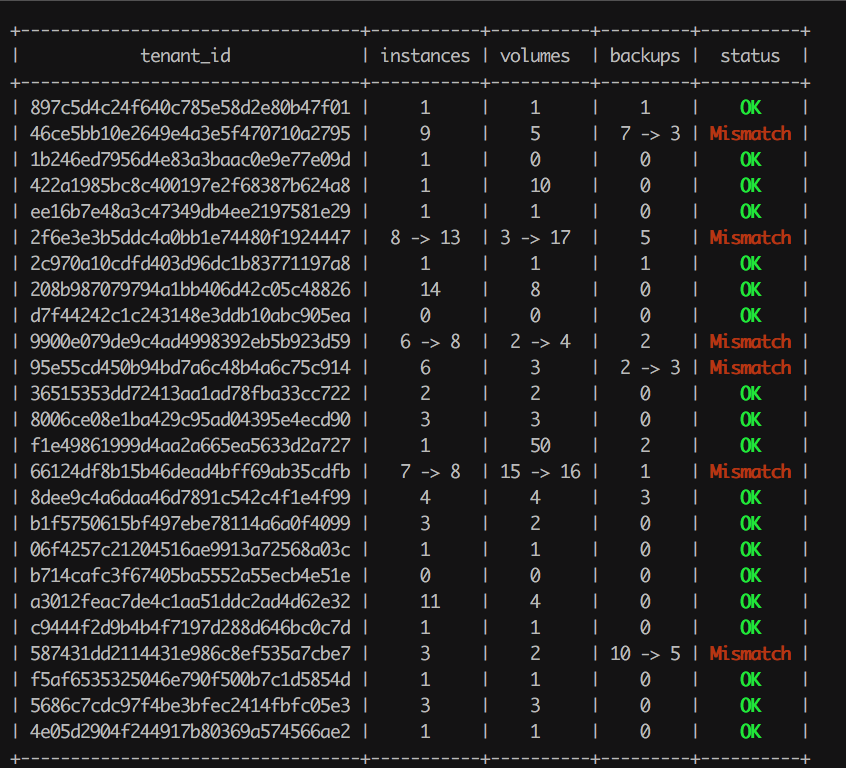 +----------------------------------+-----------+----------+---------+----------+
|            tenant_id             | instances | volumes  | backups |  status  |
+----------------------------------+-----------+----------+---------+----------+
| 897c5d4c24f640c785e58d2e80b47f01 |     1     |    1     |    1    |    OK    |
| 46ce5bb10e2649e4a3e5f470710a2795 |     9     |    5     |  7 -> 3 | Mismatch |
| 1b246ed7956d4e83a3baac0e9e77e09d |     1     |    0     |    0    |    OK    |
| 422a1985bc8c400197e2f68387b624a8 |     1     |    10    |    0    |    OK    |
| ee16b7e48a3c47349db4ee2197581e29 |     1     |    1     |    0    |    OK    |
| 2f6e3e3b5ddc4a0bb1e74480f1924447 |  8 -> 13  | 3 -> 17  |    5    | Mismatch |
| 2c970a10cdfd403d96dc1b83771197a8 |     1     |    1     |    1    |    OK    |
| 208b987079794a1bb406d42c05c48826 |     14    |    8     |    0    |    OK    |
| d7f44242c1c243148e3ddb10abc905ea |     0     |    0     |    0    |    OK    |
| 9900e079de9c4ad4998392eb5b923d59 |   6 -> 8  |  2 -> 4  |    2    | Mismatch |
| 95e55cd450b94bd7a6c48b4a6c75c914 |     6     |    3     |  2 -> 3 | Mismatch |
| 36515353dd72413aa1ad78fba33cc722 |     2     |    2     |    0    |    OK    |
| 8006ce08e1ba429c95ad04395e4ecd90 |     3     |    3     |    0    |    OK    |
| f1e49861999d4aa2a665ea5633d2a727 |     1     |    50    |    2    |    OK    |
| 66124df8b15b46dead4bff69ab35cdfb |   7 -> 8  | 15 -> 16 |    1    | Mismatch |
| 8dee9c4a6daa46d7891c542c4f1e4f99 |     4     |    4     |    3    |    OK    |
| b1f5750615bf497ebe78114a6a0f4099 |     3     |    2     |    0    |    OK    |
| 06f4257c21204516ae9913a72568a03c |     1     |    1     |    0    |    OK    |
| b714cafc3f67405ba5552a55ecb4e51e |     0     |    0     |    0    |    OK    |
| a3012feac7de4c1aa51ddc2ad4d62e32 |     11    |    4     |    0    |    OK    |
| c9444f2d9b4b4f7197d288d646bc0c7d |     1     |    1     |    0    |    OK    |
| 587431dd2114431e986c8ef535a7cbe7 |     3     |    2     | 10 -> 5 | Mismatch |
| f5af6535325046e790f500b7c1d5854d |     1     |    1     |    0    |    OK    |
| 5686c7cdc97f4be3bfec2414fbfc05e3 |     3     |    3     |    0    |    OK    |
| 4e05d2904f244917b80369a574566ae2 |     1     |    1     |    0    |    OK    |
+----------------------------------+-----------+----------+---------+----------+